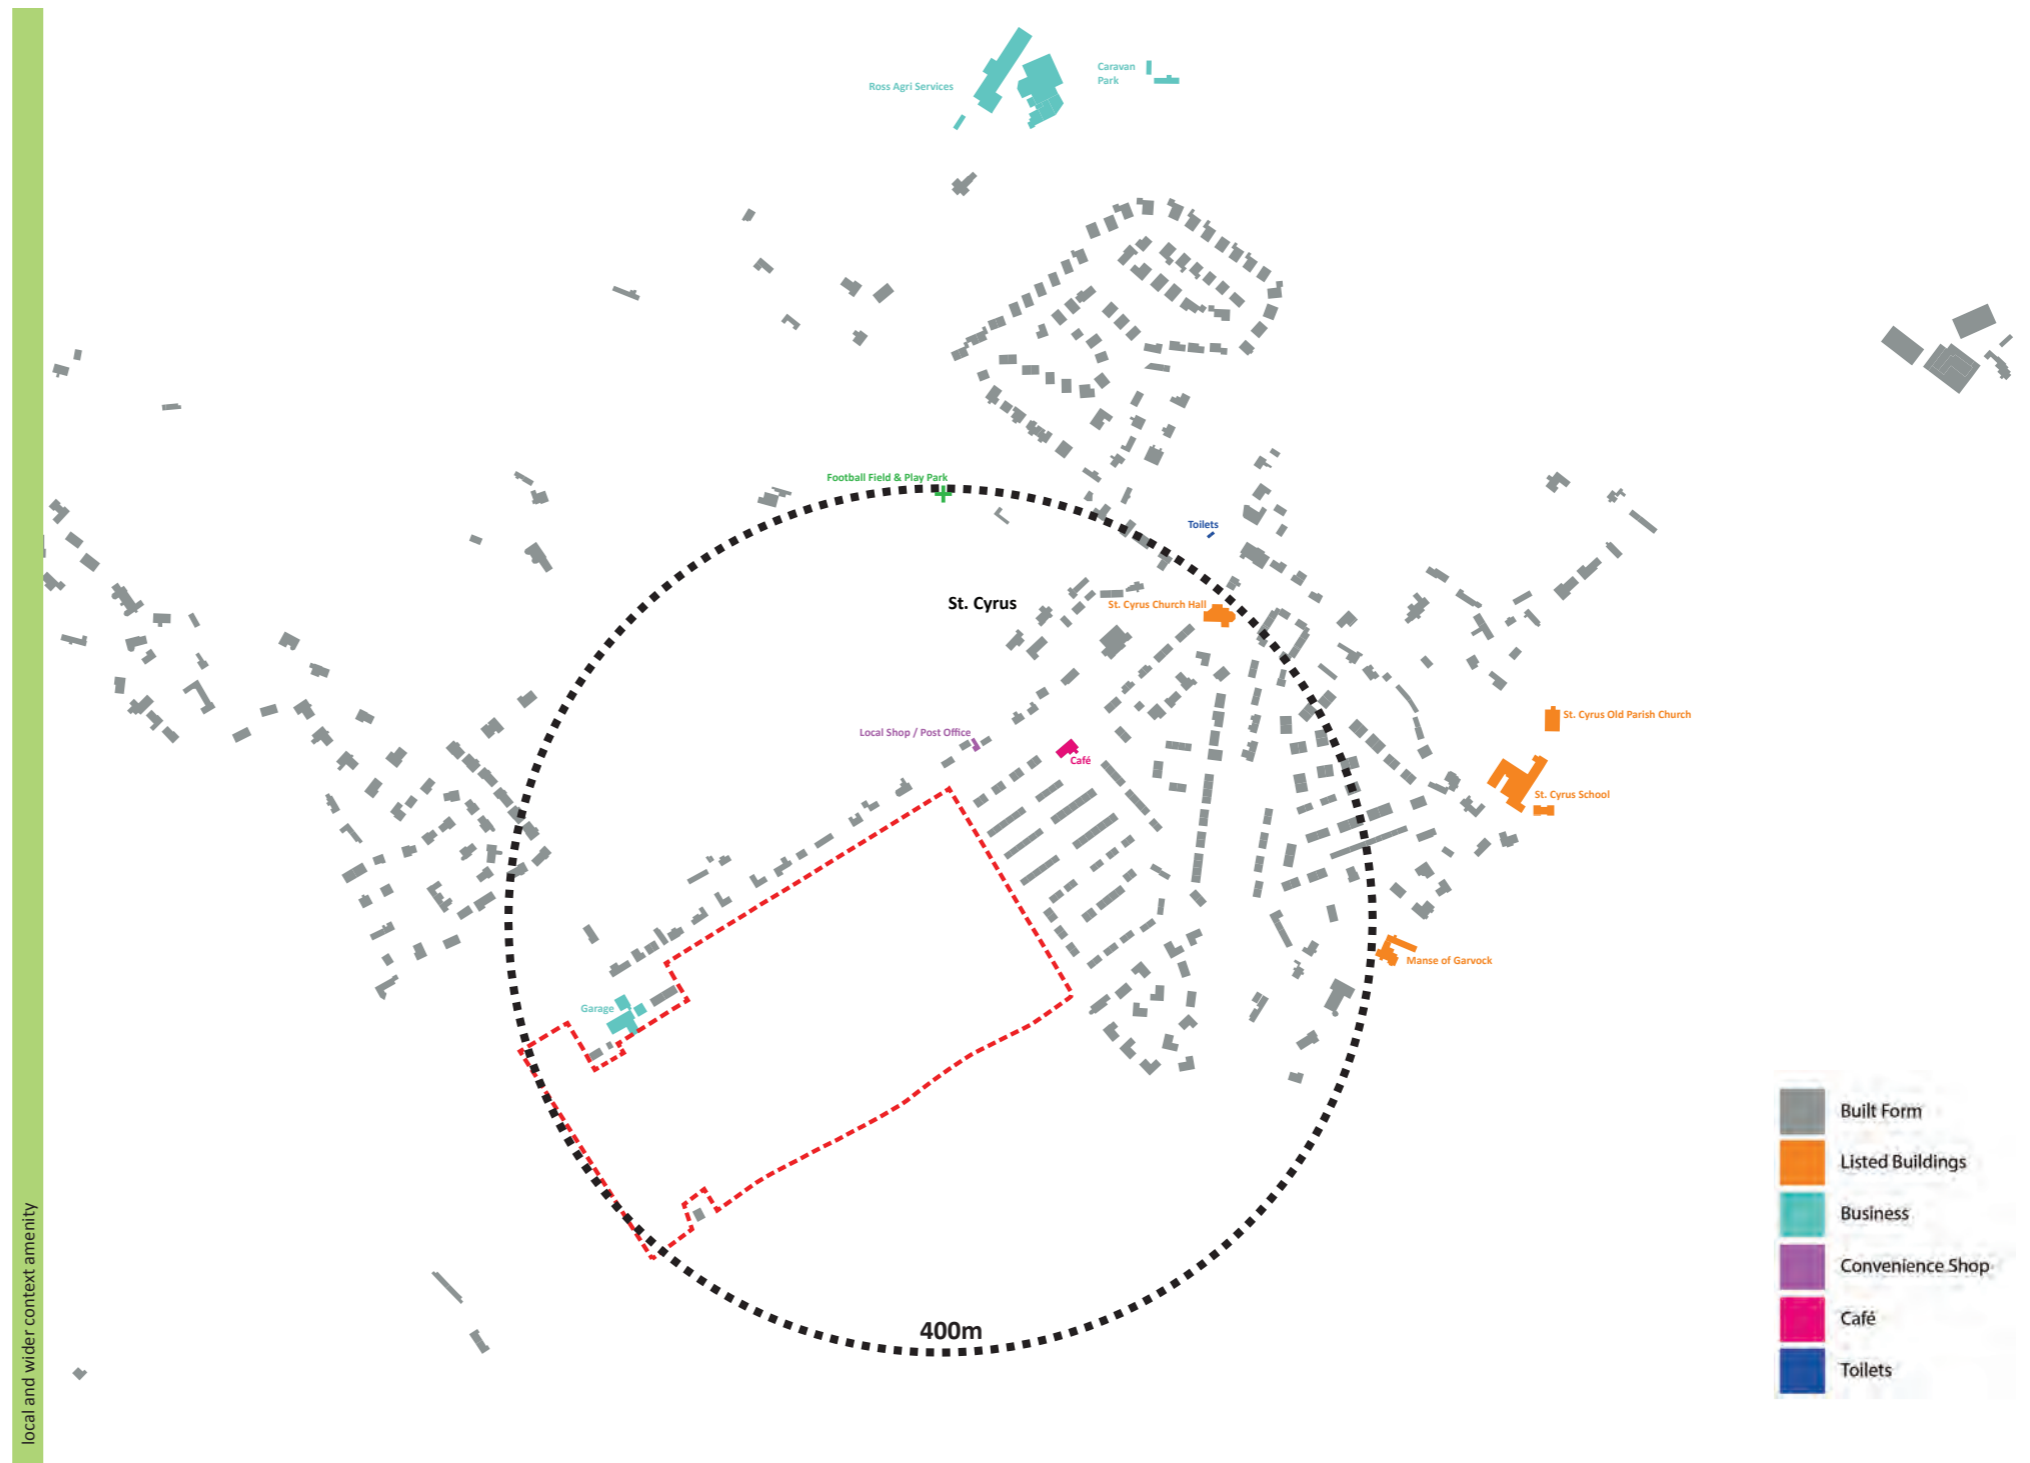 local and wider context amenity
Ross Agri Services
Caravan
Park
Football Field & Play Park
Toilets
St. Cyrus
St. Cyrus Church Hall
St. Cyrus Old Parish Church
Local Shop / Post Office
Café
St. Cyrus School
Manse of Garvock
Garage
400m
Built Form
Listed Buildings
Business
Convenience Shop
Café
Toilets